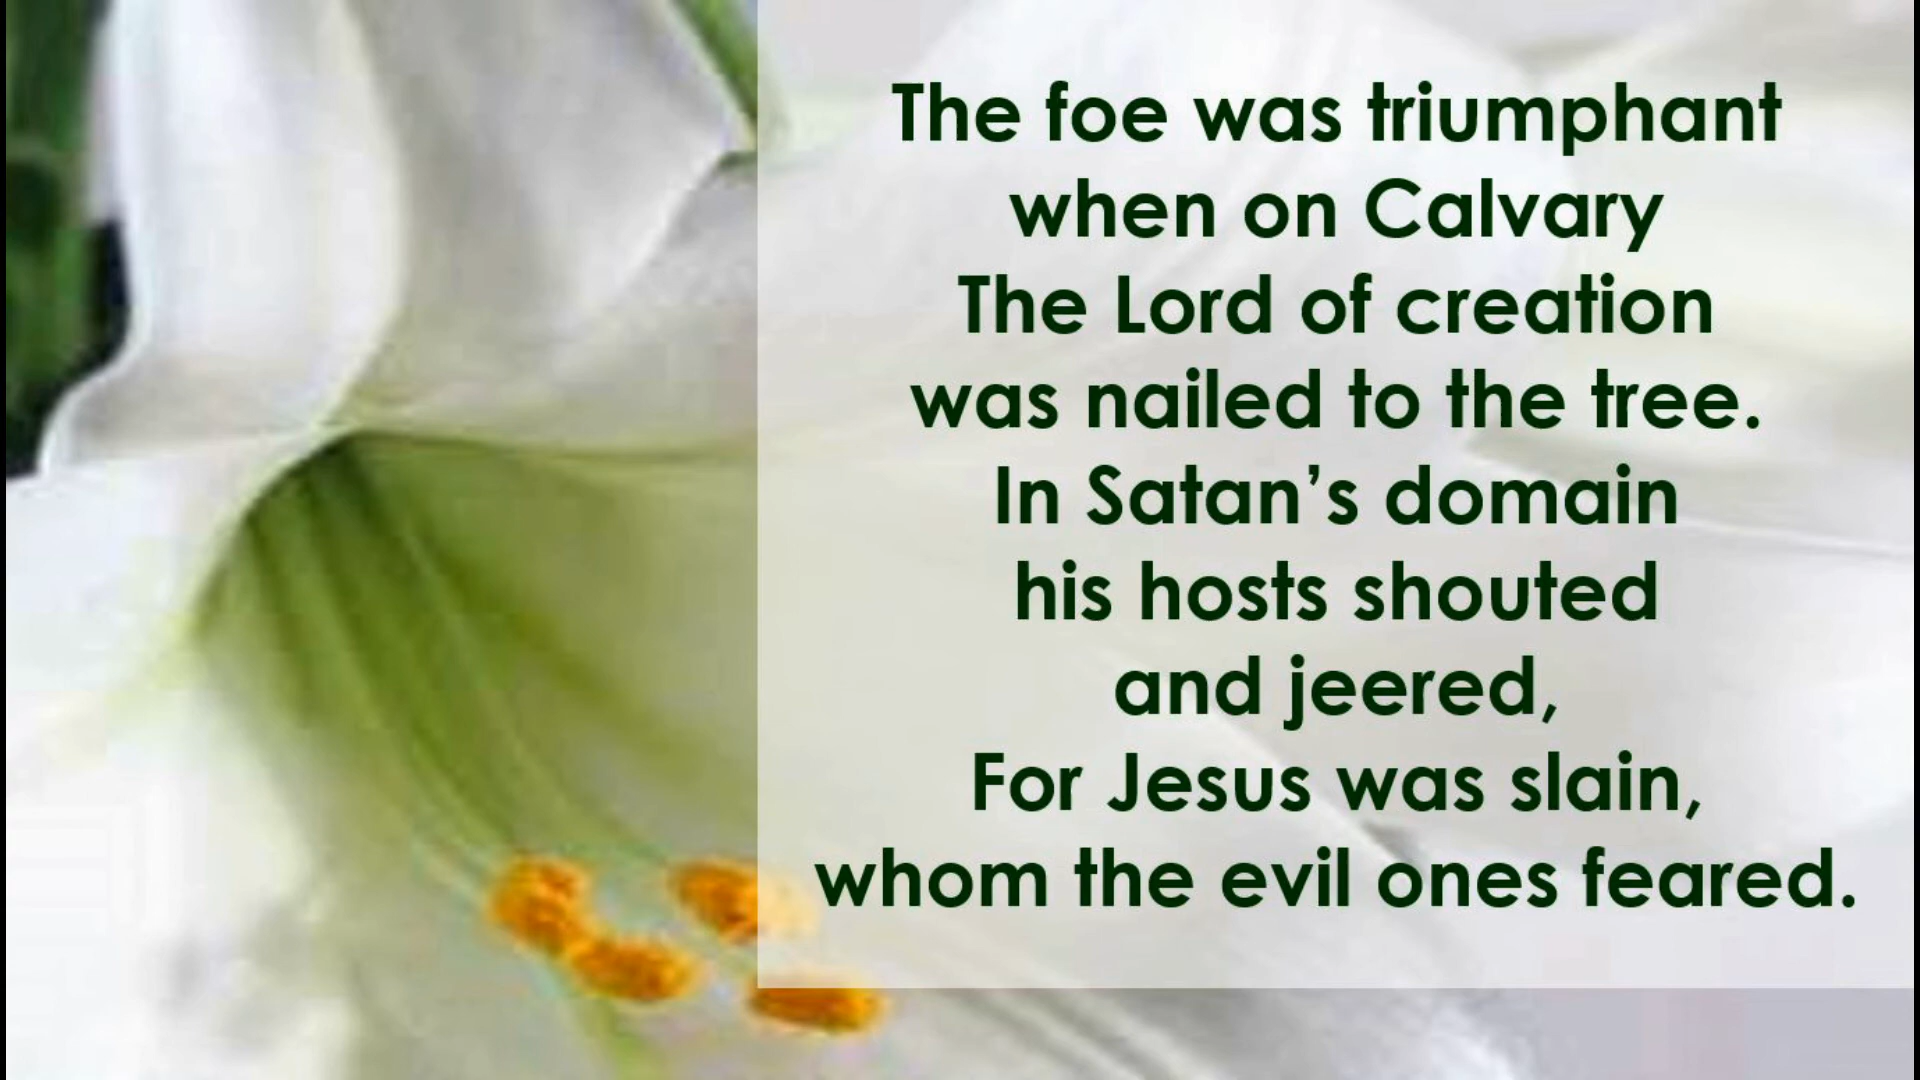 The foe was triumphant
when on Calvary
The Lord of creation
was nailed to the tree.
In Satan’s domain
his hosts shouted
and jeered,
For Jesus was slain,
whom the evil ones feared.